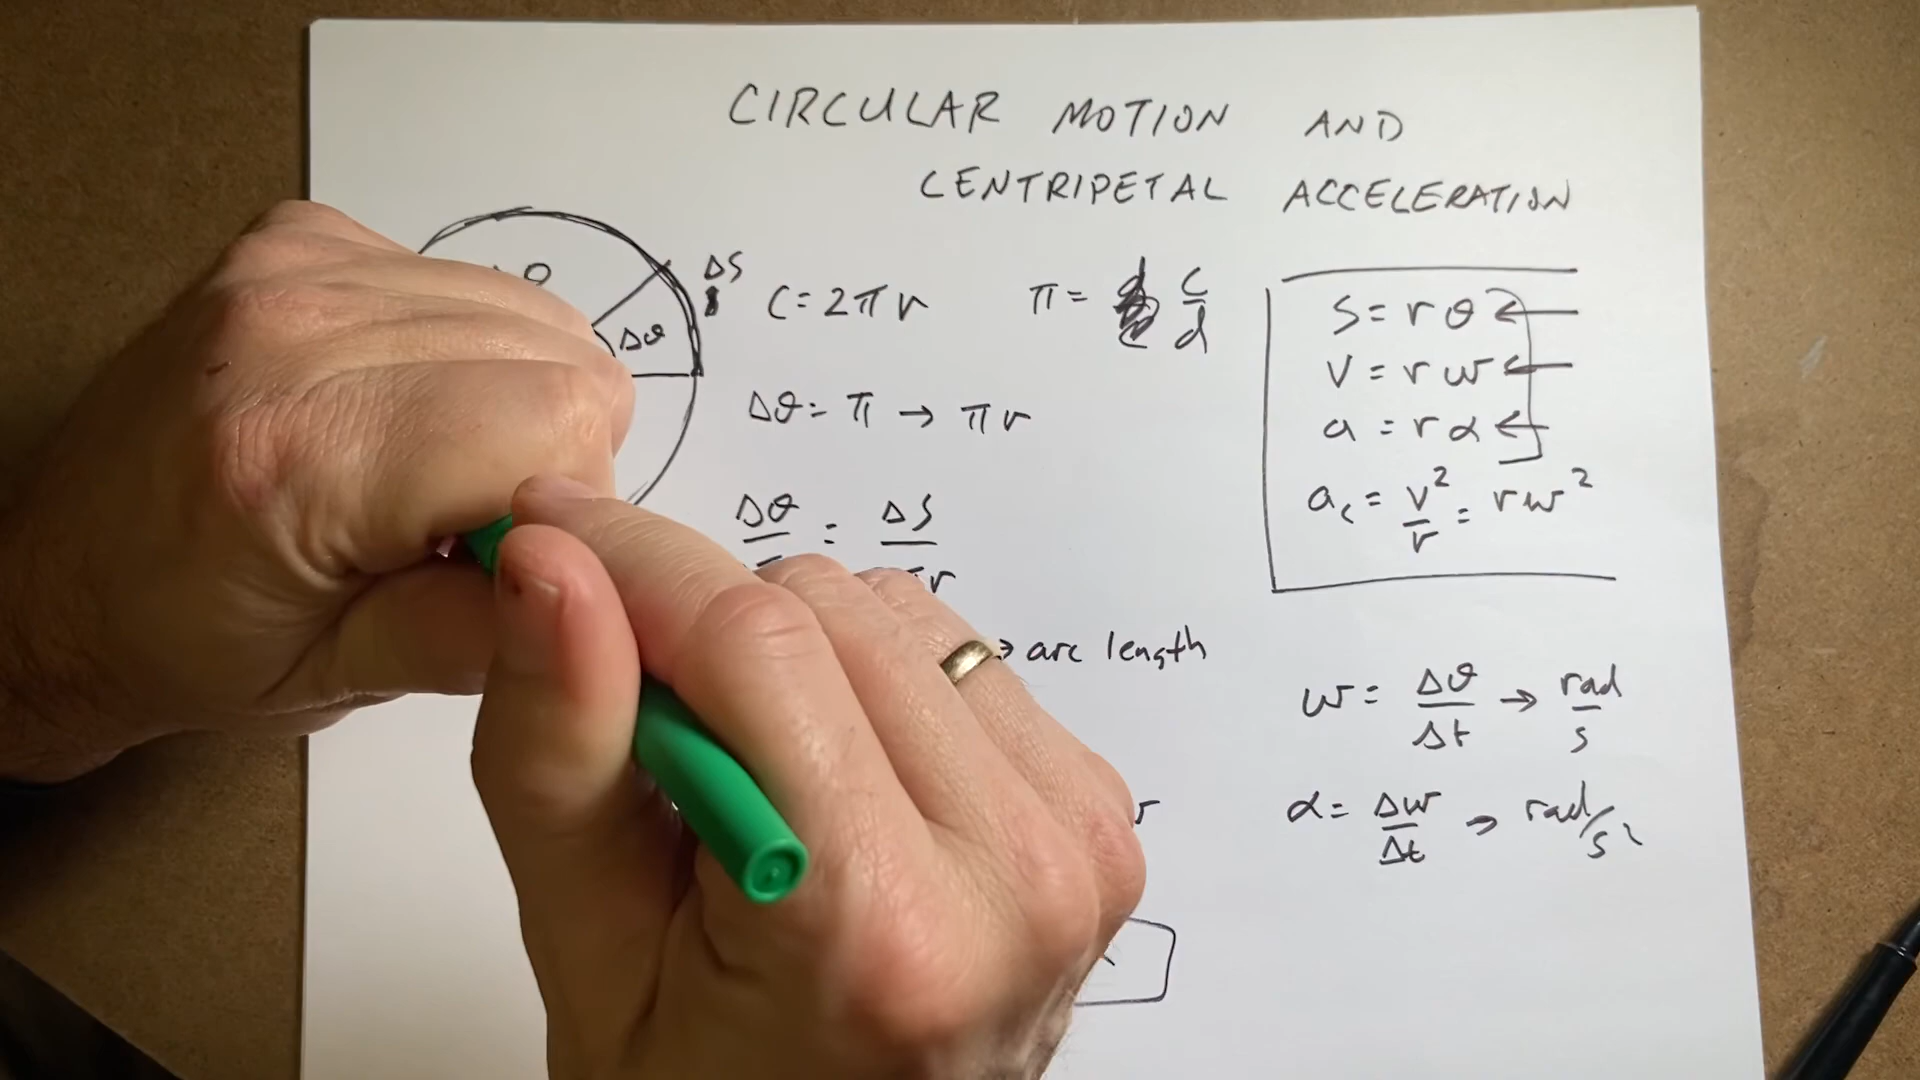 CIRCULAR MOTION AND
CENTRIPETAL ACCELERATION
ΔS
Δθ
C = 2πr
π = c/d
Δθ = π → πr
Δθ/ = ΔS/ r
→ arc length
r
S = rθ ←
V = rω ←
a = rα ←
a_c = v²/r = rω²
ω = Δθ/Δt → rad/s
α = Δω/Δt → rad/s²